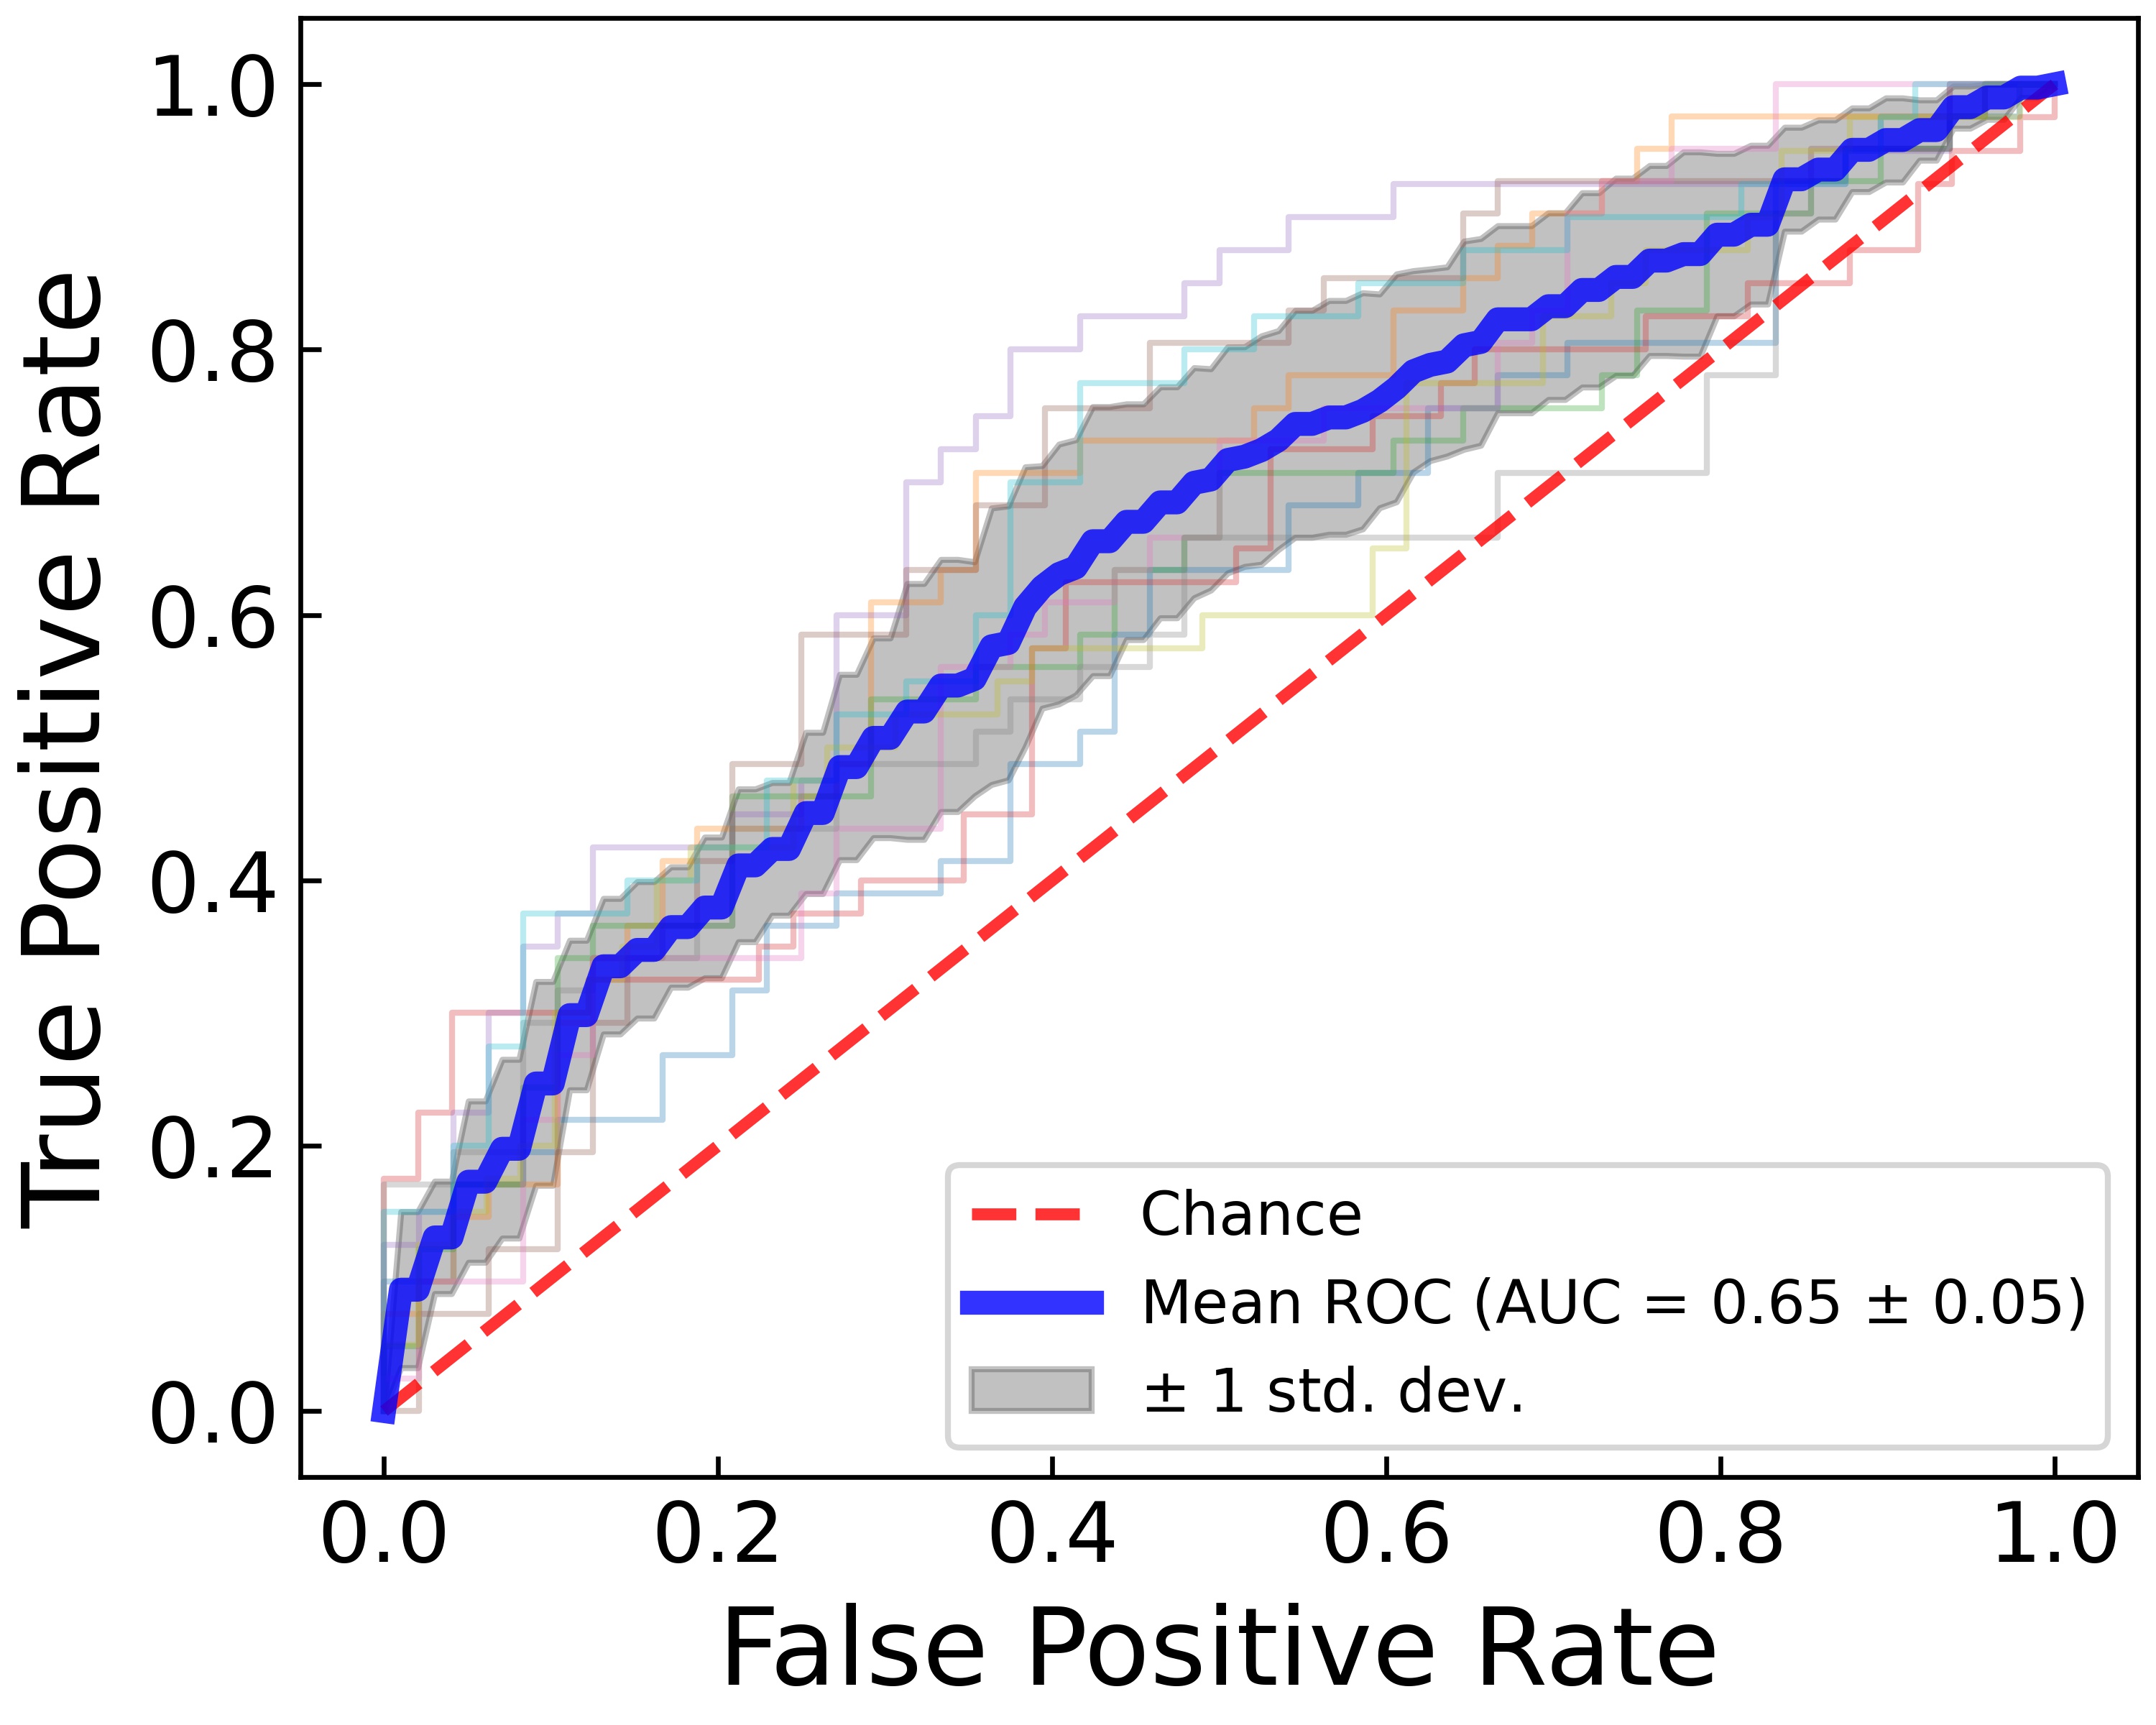 1.0
0.8
0.6
0.4
0.2
0.0
True Positive Rate
Chance
Mean ROC (AUC = 0.65 ± 0.05)
± 1 std. dev.
0.0 0.2 0.4 0.6 0.8 1.0
False Positive Rate